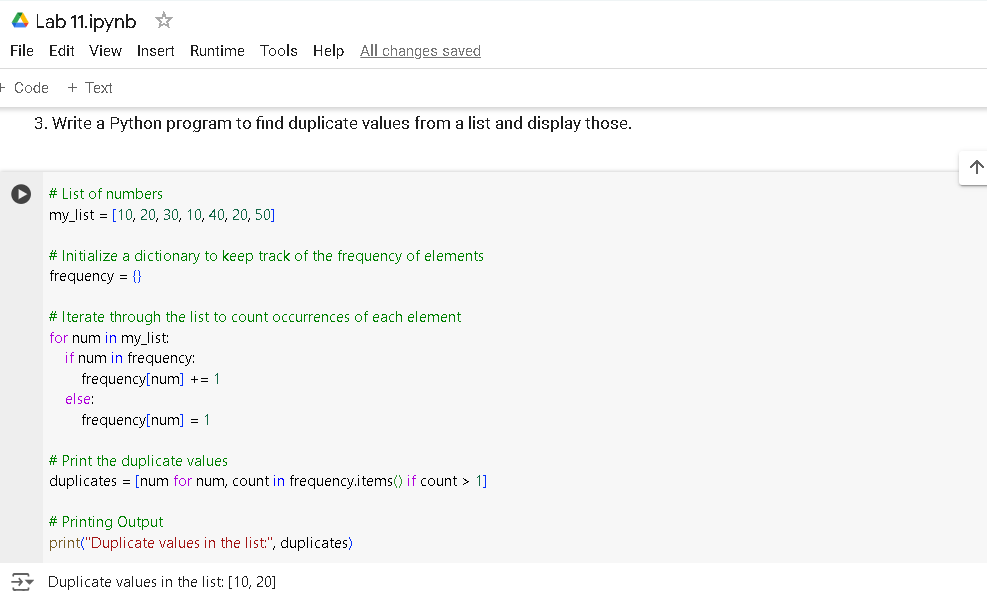 Lab 11.ipynb
File Edit View Insert Runtime Tools Help All changes saved
+ Code + Text
3. Write a Python program to find duplicate values from a list and display those.
# List of numbers
my_list = [10, 20, 30, 10, 40, 20, 50]
# Initialize a dictionary to keep track of the frequency of elements
frequency = {}
# Iterate through the list to count occurrences of each element
for num in my_list:
    if num in frequency:
        frequency[num] += 1
    else:
        frequency[num] = 1
# Print the duplicate values
duplicates = [num for num, count in frequency.items() if count > 1]
# Printing Output
print("Duplicate values in the list:", duplicates)
Duplicate values in the list: [10, 20]